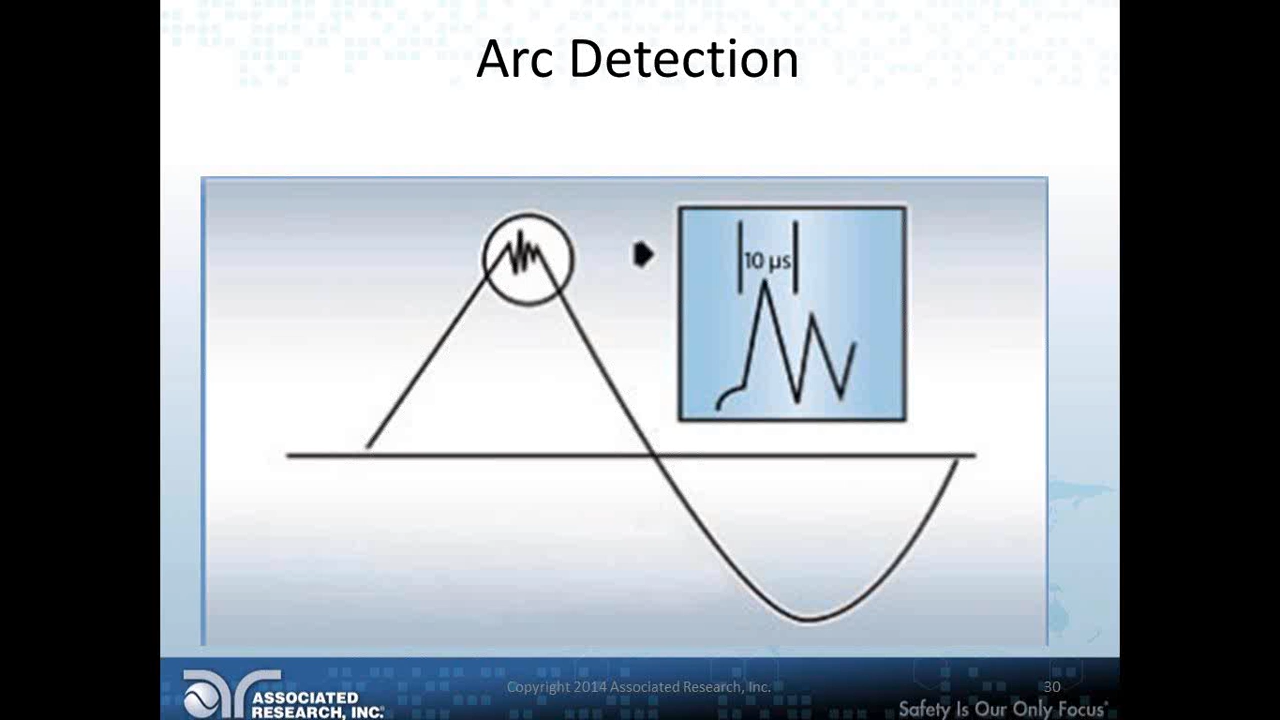 Arc Detection
10 µs
ASSOCIATED
RESEARCH, INC.
Copyright 2014 Associated Research, Inc.
30
Safety Is Our Only Focus®